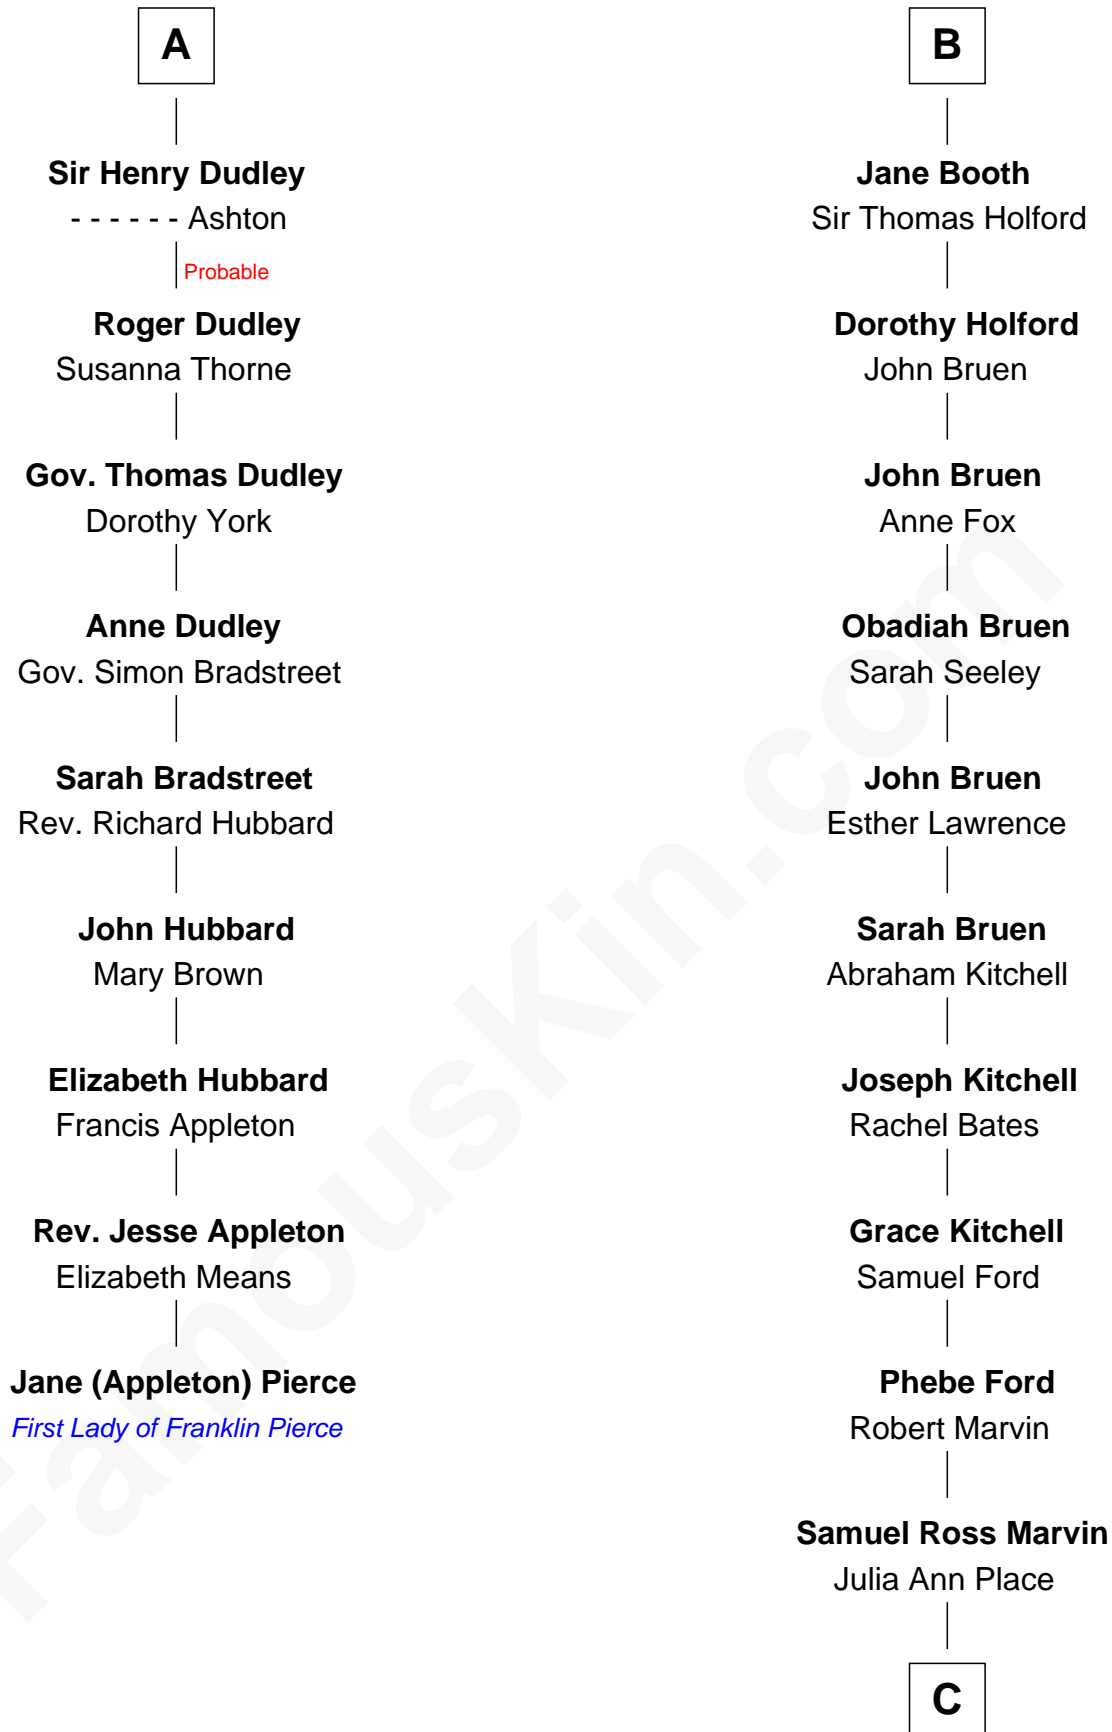 A
Sir Henry Dudley
- - - - - - Ashton
Probable
Roger Dudley
Susanna Thorne
Gov. Thomas Dudley
Dorothy York
Anne Dudley
Gov. Simon Bradstreet
Sarah Bradstreet
Rev. Richard Hubbard
John Hubbard
Mary Brown
Elizabeth Hubbard
Francis Appleton
Rev. Jesse Appleton
Elizabeth Means
Jane (Appleton) Pierce
First Lady of Franklin Pierce
B
Jane Booth
Sir Thomas Holford
Dorothy Holford
John Bruen
John Bruen
Anne Fox
Obadiah Bruen
Sarah Seeley
John Bruen
Esther Lawrence
Sarah Bruen
Abraham Kitchell
Joseph Kitchell
Rachel Bates
Grace Kitchell
Samuel Ford
Phebe Ford
Robert Marvin
Samuel Ross Marvin
Julia Ann Place
C
FamousKin.com